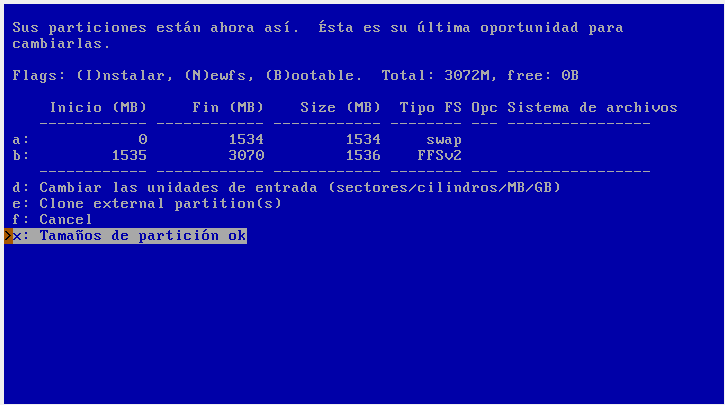 Sus particiones están ahora así.  Ésta es su última oportunidad para
cambiarlas.
Flags: (I)nstalar, (N)ewfs, (B)ootable.  Total: 3072M, free: 0B
Inicio (MB)     Fin (MB)    Size (MB)  Tipo FS Opc Sistema de archivos
------------ ------------ ------------ -------- --- ----------------
a:            0         1534         1534     swap
b:         1535         3070         1536    FFSv2
------------ ------------ ------------ -------- --- ----------------
d: Cambiar las unidades de entrada (sectores/cilindros/MB/GB)
e: Clone external partition(s)
f: Cancel
>x: Tamaños de partición ok